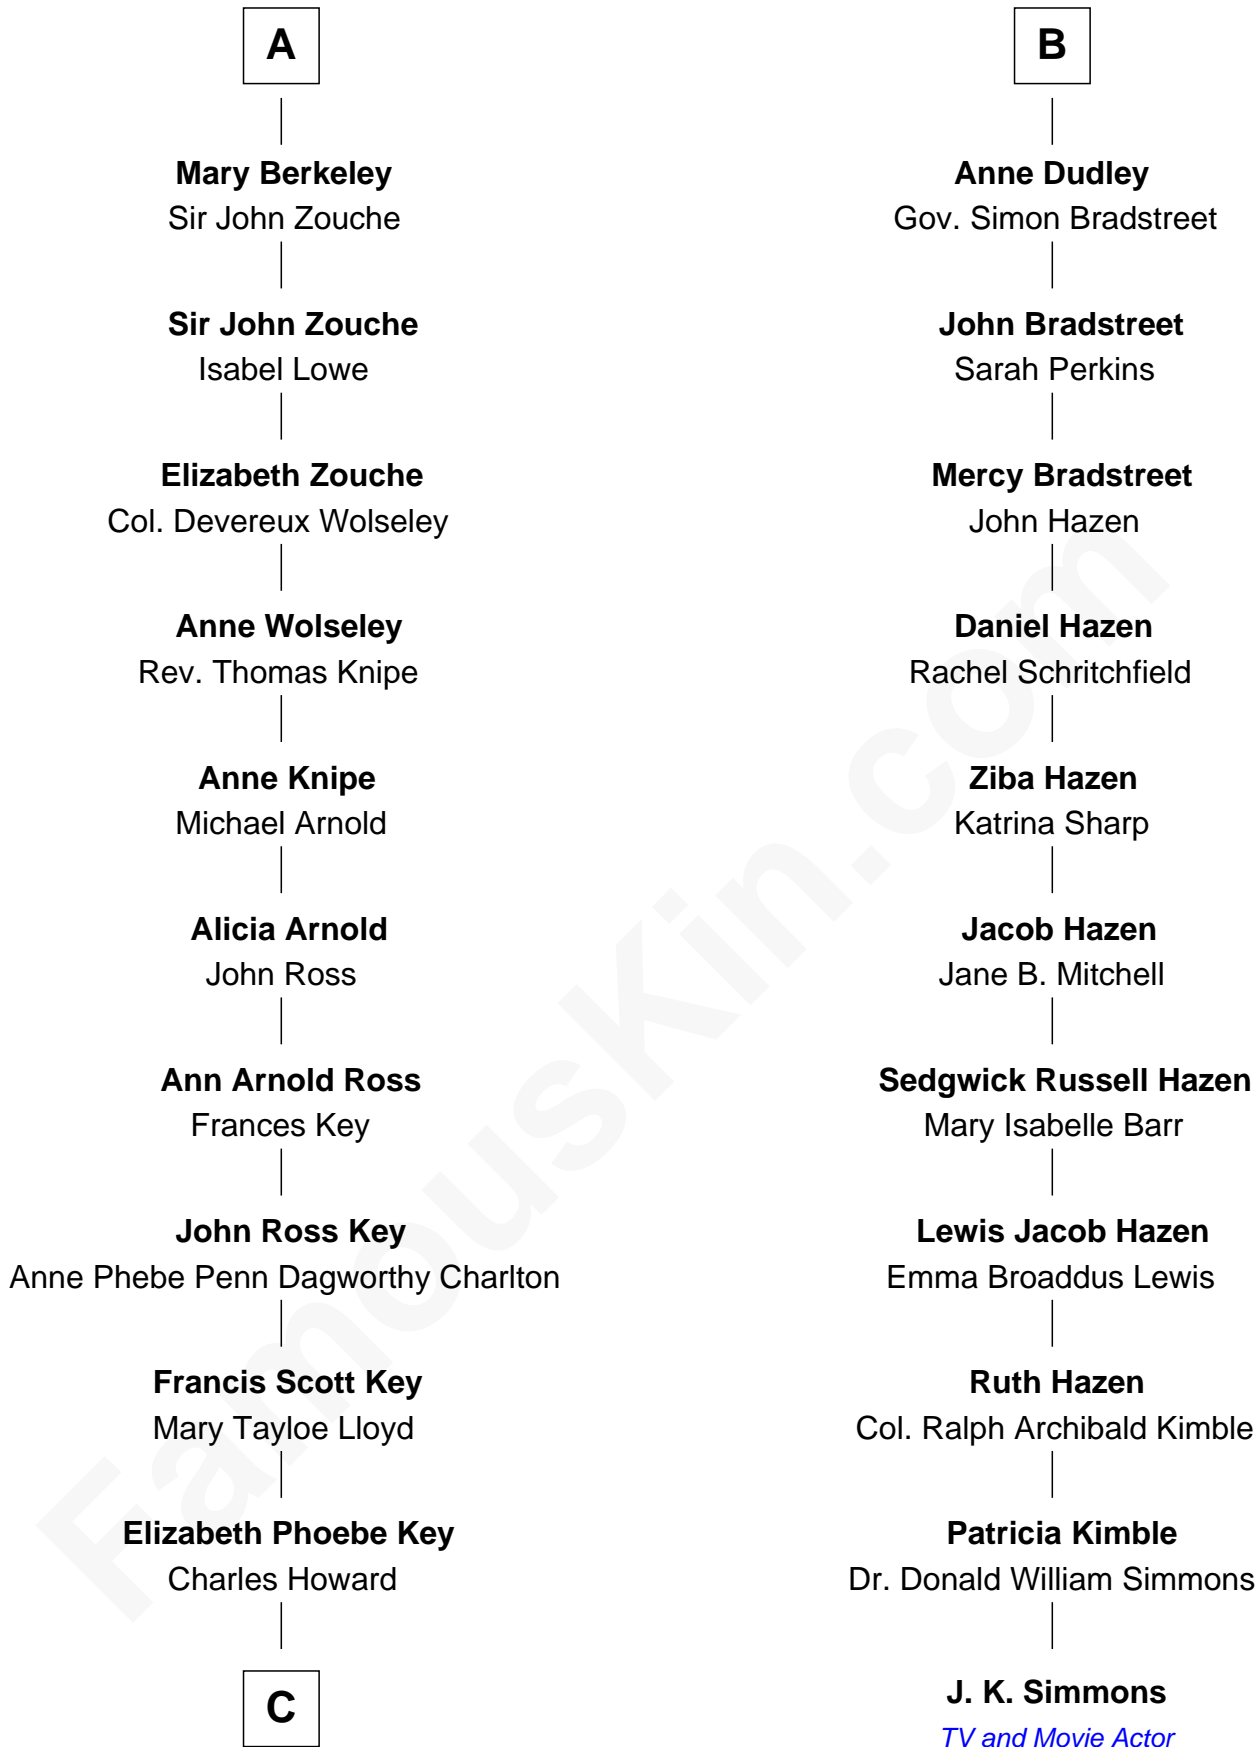 A
Mary Berkeley
Sir John Zouche
Sir John Zouche
Isabel Lowe
Elizabeth Zouche
Col. Devereux Wolseley
Anne Wolseley
Rev. Thomas Knipe
Anne Knipe
Michael Arnold
Alicia Arnold
John Ross
Ann Arnold Ross
Frances Key
John Ross Key
Anne Phebe Penn Dagworthy Charlton
Francis Scott Key
Mary Tayloe Lloyd
Elizabeth Phoebe Key
Charles Howard
C
B
Anne Dudley
Gov. Simon Bradstreet
John Bradstreet
Sarah Perkins
Mercy Bradstreet
John Hazen
Daniel Hazen
Rachel Schritchfield
Ziba Hazen
Katrina Sharp
Jacob Hazen
Jane B. Mitchell
Sedgwick Russell Hazen
Mary Isabelle Barr
Lewis Jacob Hazen
Emma Broaddus Lewis
Ruth Hazen
Col. Ralph Archibald Kimble
Patricia Kimble
Dr. Donald William Simmons
J. K. Simmons
TV and Movie Actor
FamousKin.com